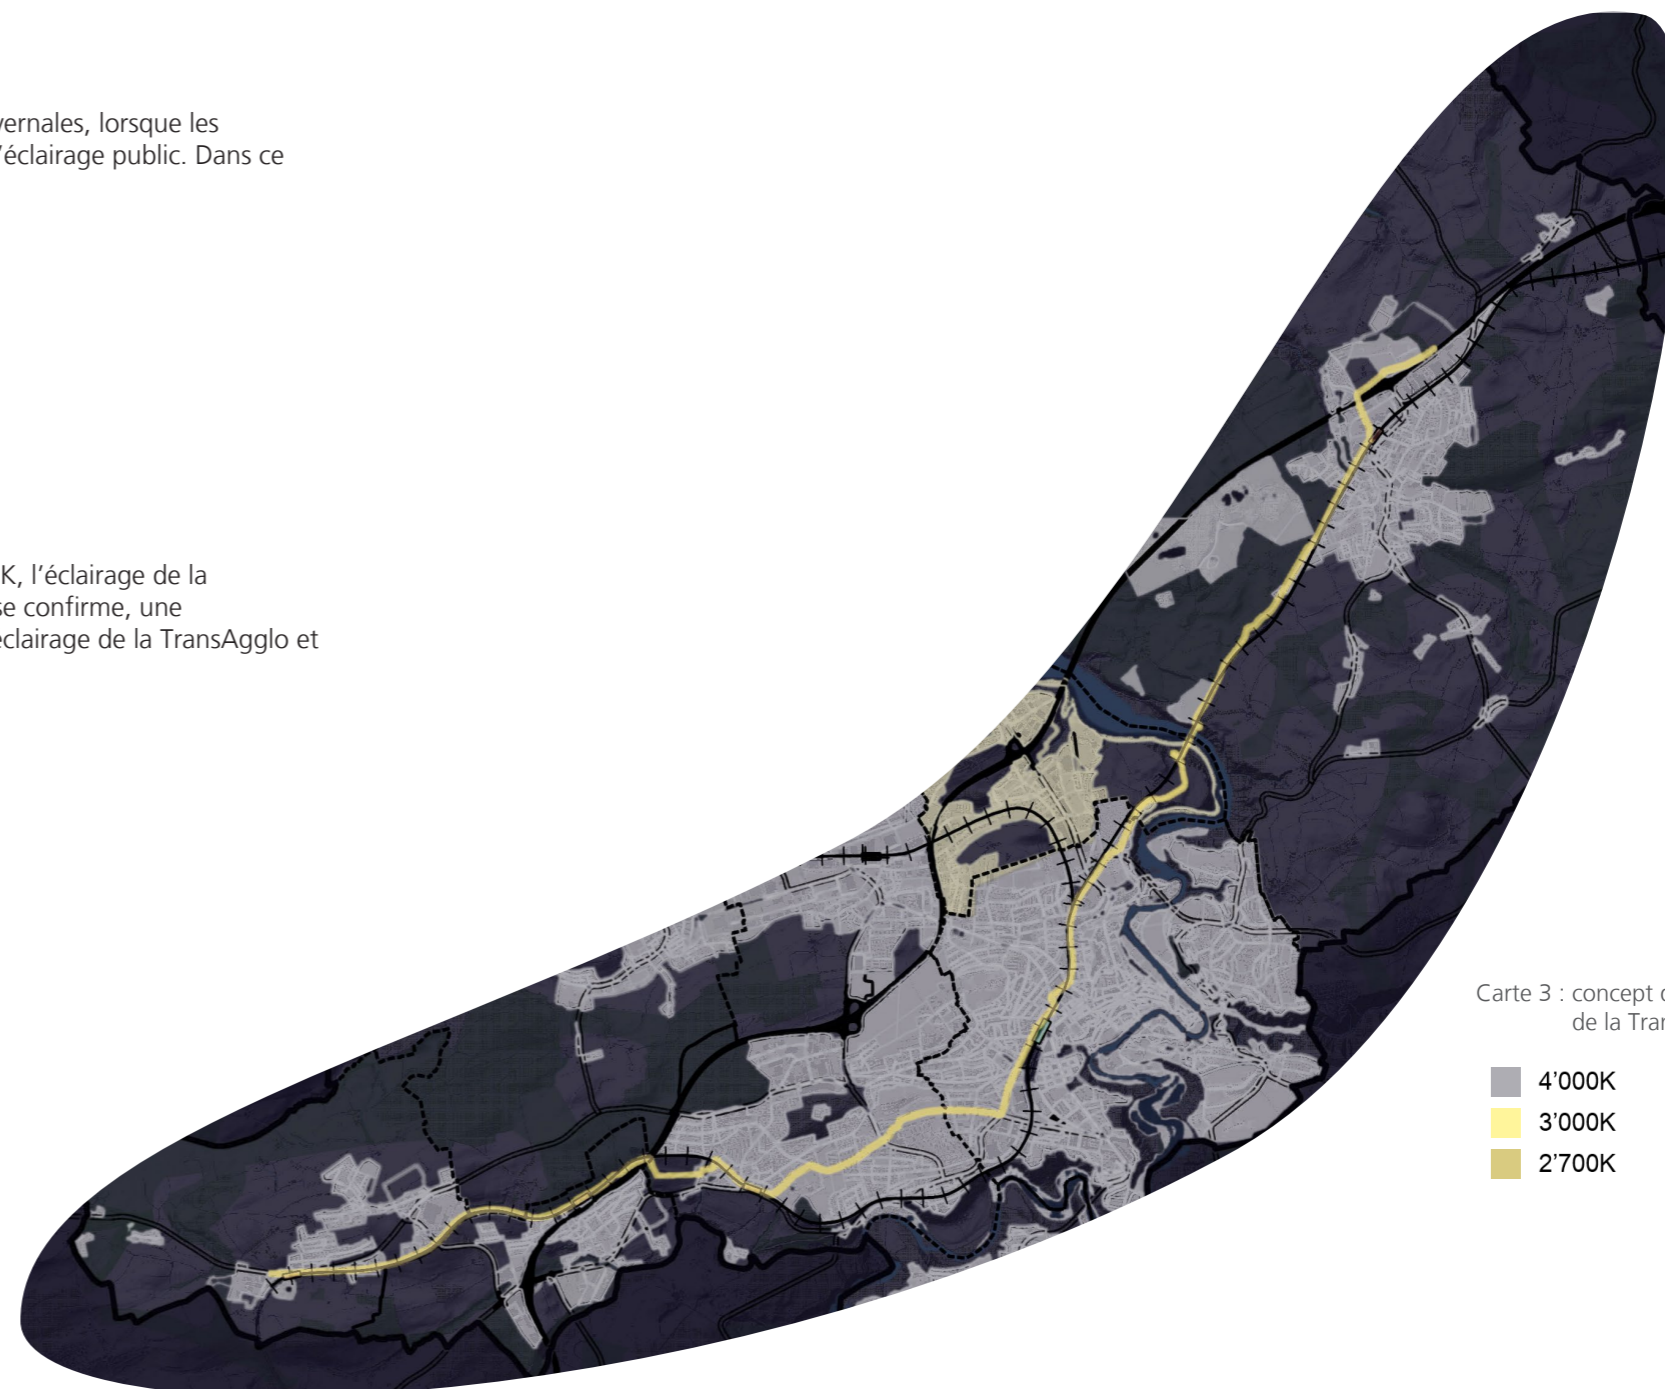 vernales, lorsque les
’éclairage public. Dans ce
K, l’éclairage de la
se confirme, une
éclairage de la TransAgglo et
Carte 3 : concept
de la Tran
4’000K
3’000K
2’700K